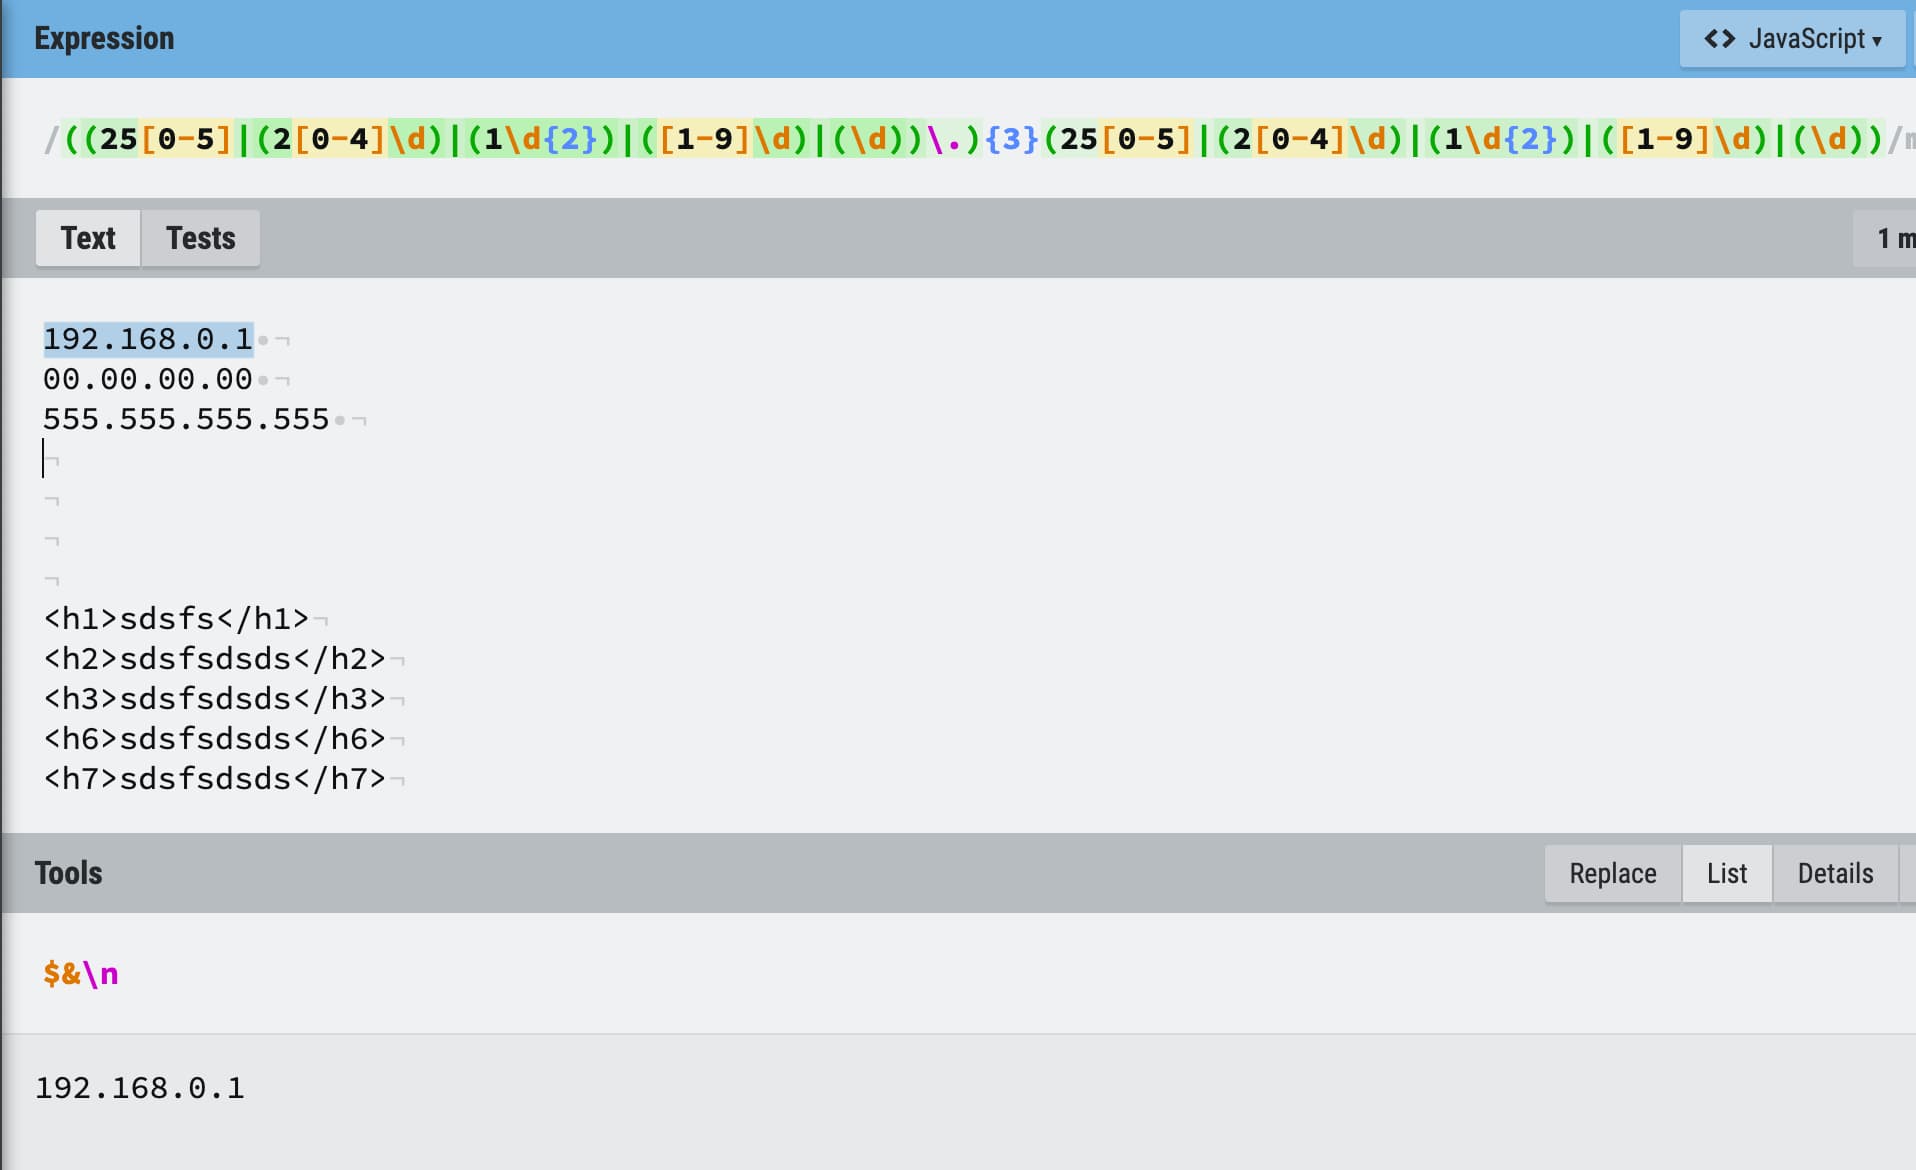 Expression
<> JavaScript ▾
/((25[0-5]|(2[0-4]\d)|(1\d{2})|([1-9]\d)|(\d))\.){3}(25[0-5]|(2[0-4]\d)|(1\d{2})|([1-9]\d)|(\d))/m
Text Tests
1 m
192.168.0.1
00.00.00.00
555.555.555.555
<h1>sdsfs</h1>
<h2>sdsfsdsds</h2>
<h3>sdsfsdsds</h3>
<h6>sdsfsdsds</h6>
<h7>sdsfsdsds</h7>
Tools
Replace List Details
$&\n
192.168.0.1